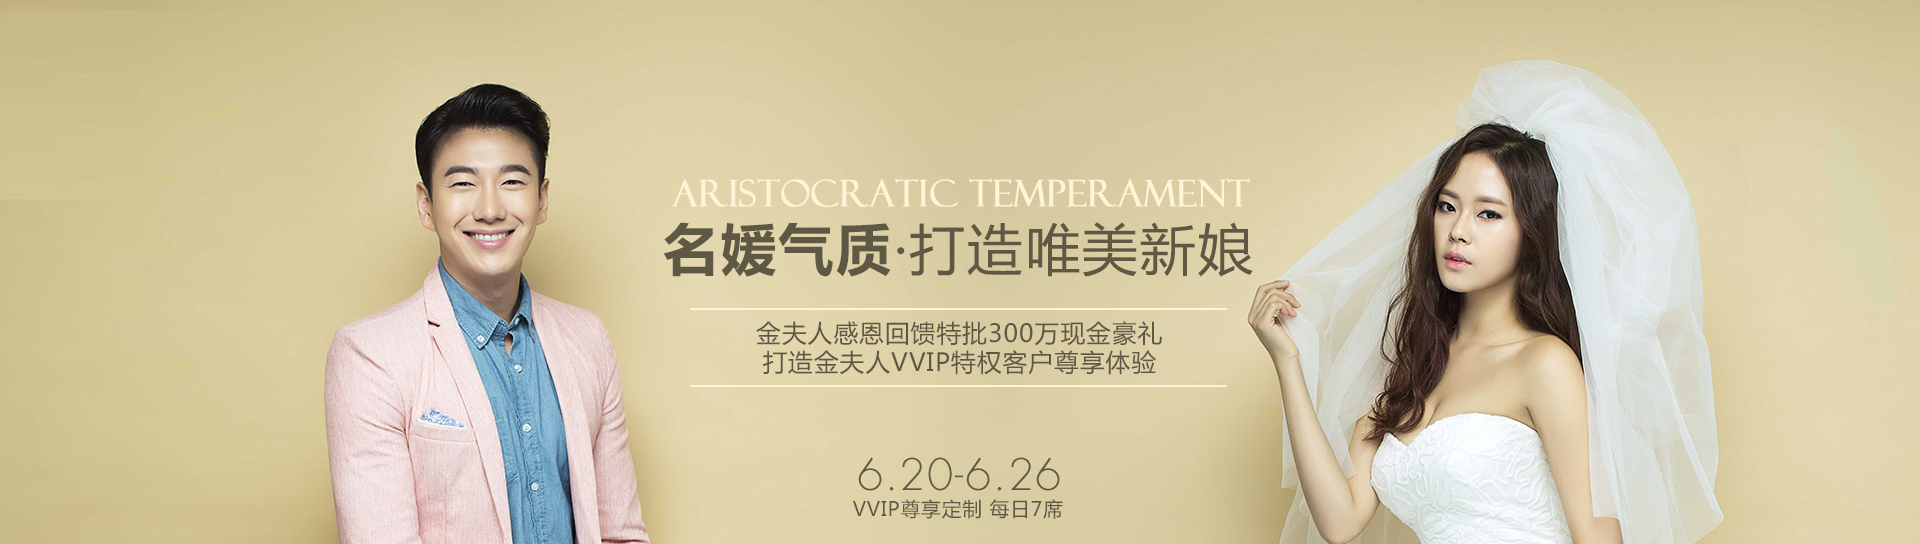 ARISTOCRATIC TEMPERAMENT
名媛气质·打造唯美新娘
金夫人感恩回馈特批300万现金豪礼
打造金夫人VVIP特权客户尊享体验
6.20-6.26
VVIP尊享定制 每日7席